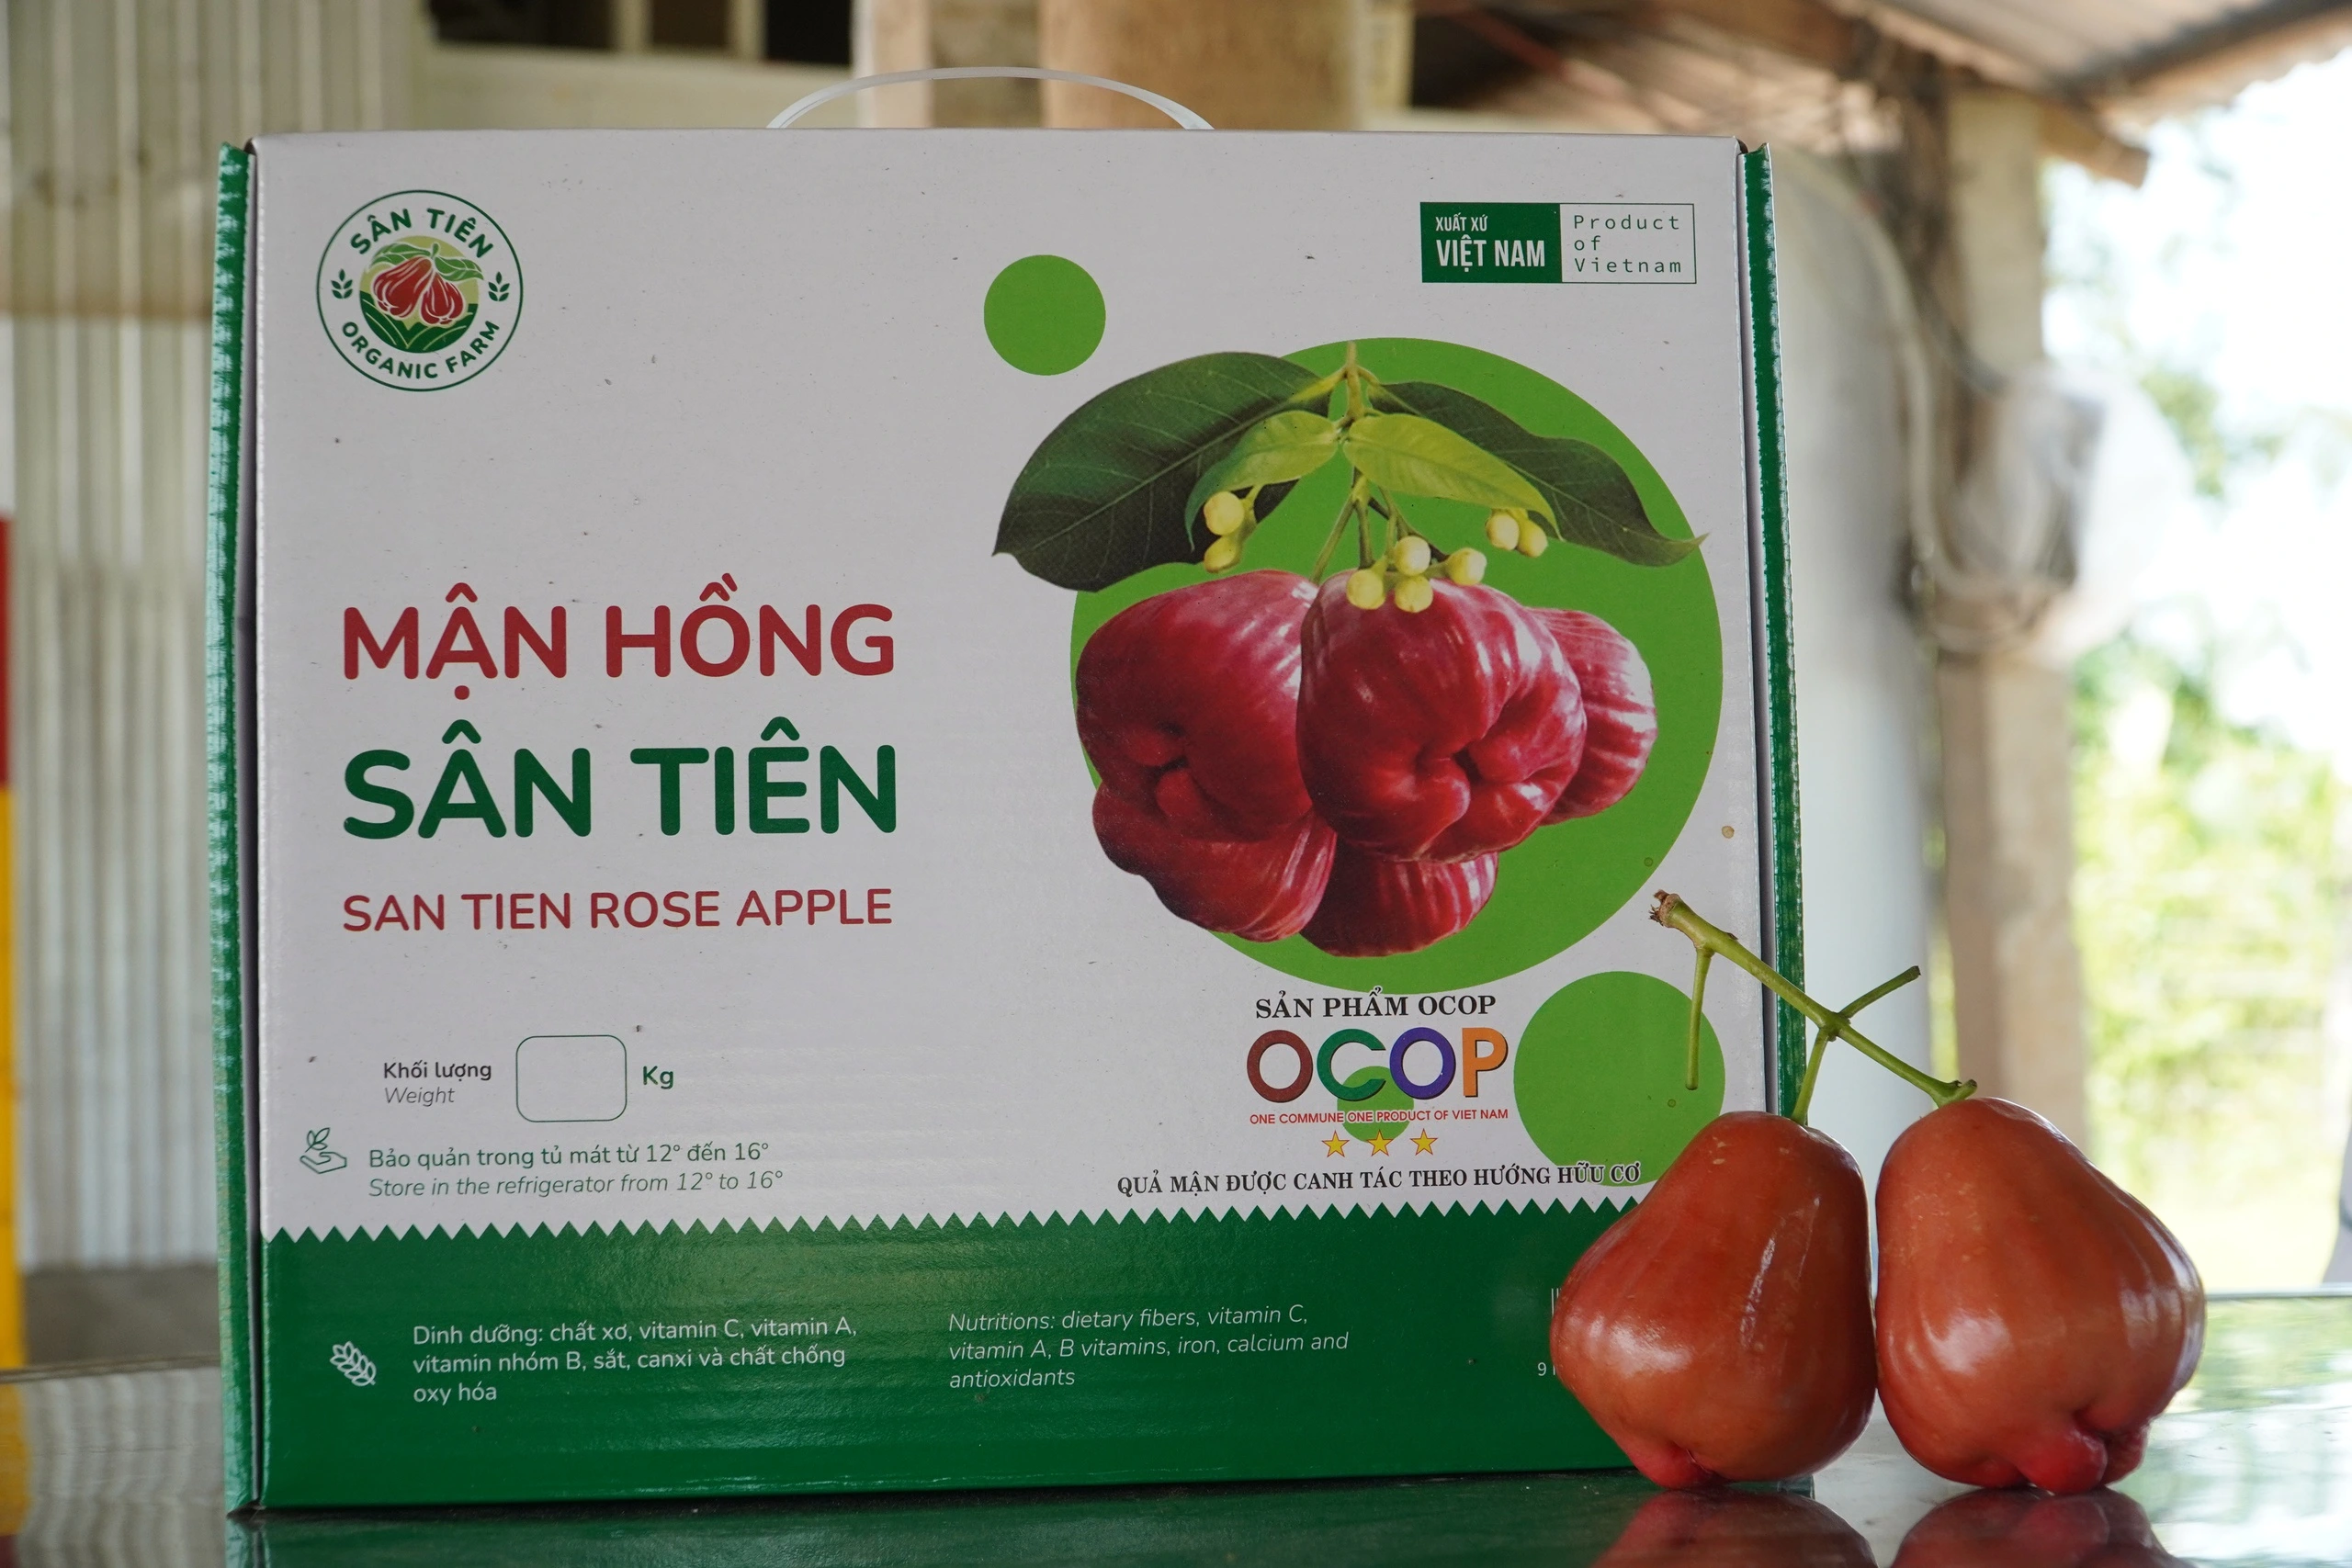 SÂN TIÊN
ORGANIC FARM
XUẤT XỨ
VIỆT NAM
Product
of
Vietnam
MẬN HỒNG
SÂN TIÊN
SAN TIEN ROSE APPLE
Khối lượng
Weight
Kg
Bảo quản trong tủ mát từ 12° đến 16°
Store in the refrigerator from 12° to 16°
SẢN PHẨM OCOP
OCOP
ONE COMMUNE ONE PRODUCT OF VIET NAM
QUẢ MẬN ĐƯỢC CANH TÁC THEO HƯỚNG HỮU CƠ
Dinh dưỡng: chất xơ, vitamin C, vitamin A,
vitamin nhóm B, sắt, canxi và chất chống
oxy hóa
Nutritions: dietary fibers, vitamin C,
vitamin A, B vitamins, iron, calcium and
antioxidants
9